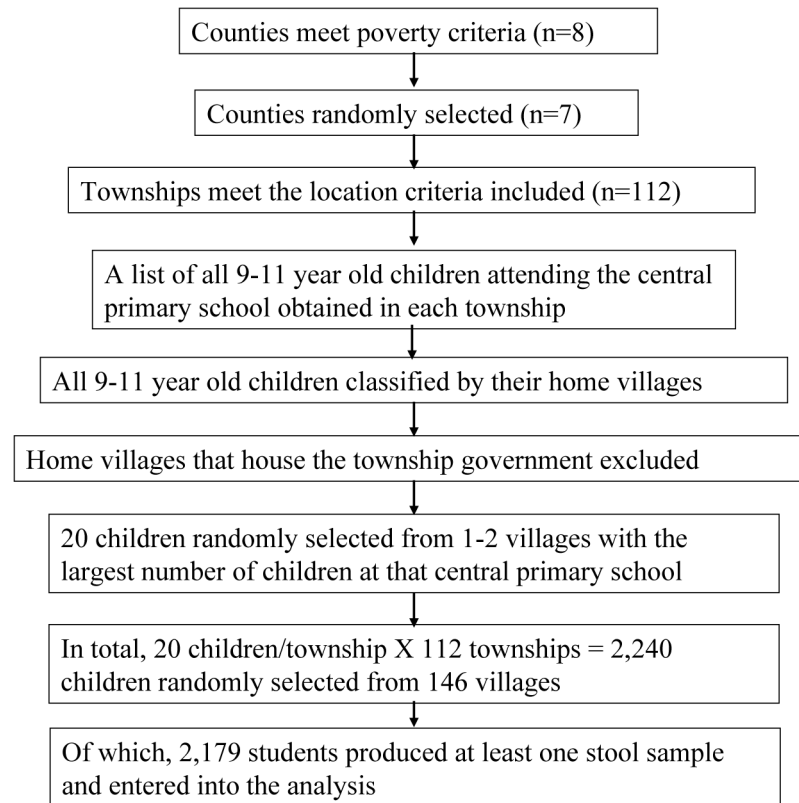 Counties meet poverty criteria (n=8)
Counties randomly selected (n=7)
Townships meet the location criteria included (n=112)
A list of all 9-11 year old children attending the central
primary school obtained in each township
All 9-11 year old children classified by their home villages
Home villages that house the township government excluded
20 children randomly selected from 1-2 villages with the
largest number of children at that central primary school
In total, 20 children/township X 112 townships = 2,240
children randomly selected from 146 villages
Of which, 2,179 students produced at least one stool sample
and entered into the analysis